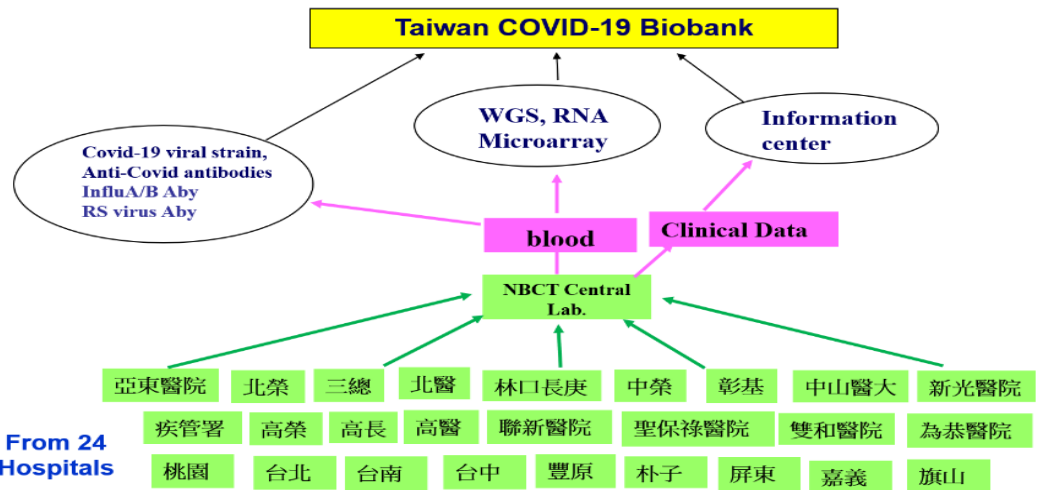 Taiwan COVID-19 Biobank
WGS, RNA
Microarray
Information
center
Covid-19 viral strain,
Anti-Covid antibodies
InfluA/B Aby
RS virus Aby
blood
Clinical Data
NBCT Central
Lab.
亞東醫院 北榮 三總 北醫 林口長庚 中榮 彰基 中山醫大 新光醫院
疾管署 高榮 高長 高醫 聯新醫院 聖保祿醫院 雙和醫院 為恭醫院
From 24
Hospitals
桃園 台北 台南 台中 豐原 朴子 屏東 嘉義 旗山